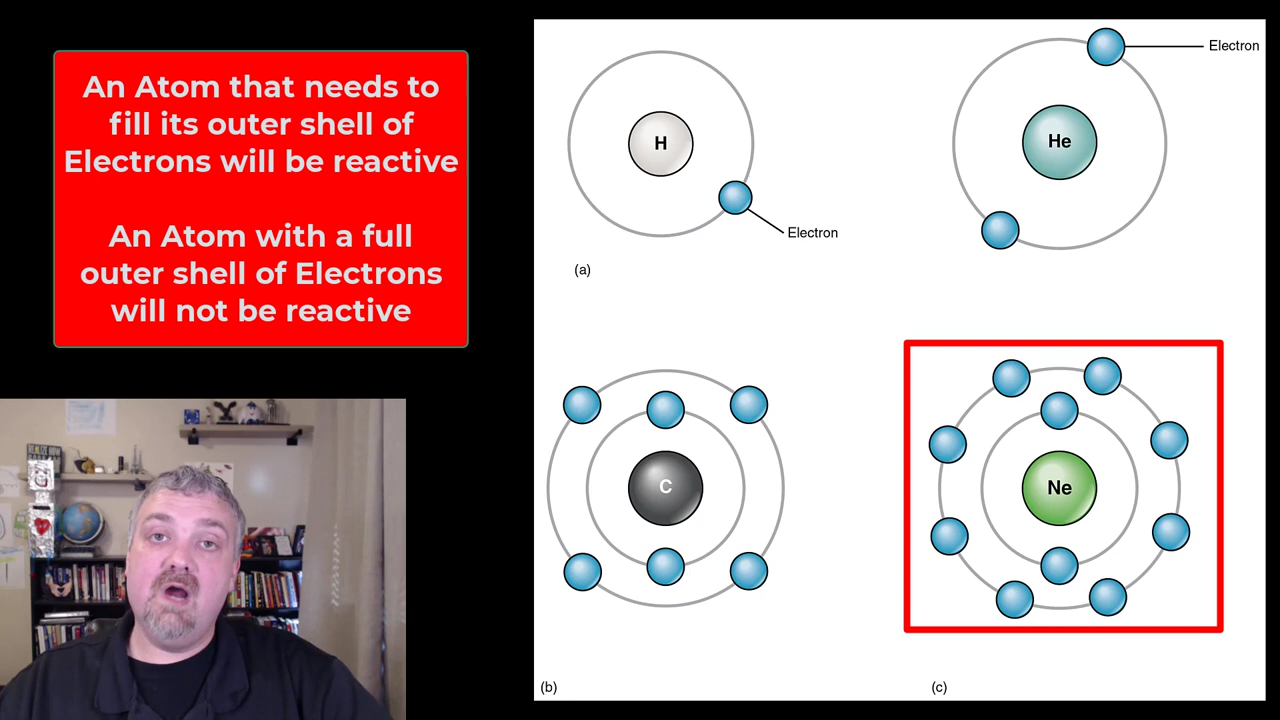 An Atom that needs to
fill its outer shell of
Electrons will be reactive
An Atom with a full
outer shell of Electrons
will not be reactive
H
Electron
(a)
He
Electron
C
(b)
Ne
(c)